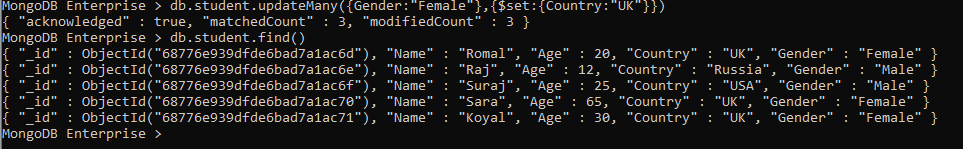 MongoDB Enterprise > db.student.updateMany({Gender:"Female"},{$set:{Country:"UK"}})
{ "acknowledged" : true, "matchedCount" : 3, "modifiedCount" : 3 }
MongoDB Enterprise > db.student.find()
{ "_id" : ObjectId("68776e939dfde6bad7a1ac6d"), "Name" : "Romal", "Age" : 20, "Country" : "UK", "Gender" : "Female" }
{ "_id" : ObjectId("68776e939dfde6bad7a1ac6e"), "Name" : "Raj", "Age" : 12, "Country" : "Russia", "Gender" : "Male" }
{ "_id" : ObjectId("68776e939dfde6bad7a1ac6f"), "Name" : "Suraj", "Age" : 25, "Country" : "USA", "Gender" : "Male" }
{ "_id" : ObjectId("68776e939dfde6bad7a1ac70"), "Name" : "Sara", "Age" : 65, "Country" : "UK", "Gender" : "Female" }
{ "_id" : ObjectId("68776e939dfde6bad7a1ac71"), "Name" : "Koyal", "Age" : 30, "Country" : "UK", "Gender" : "Female" }
MongoDB Enterprise >